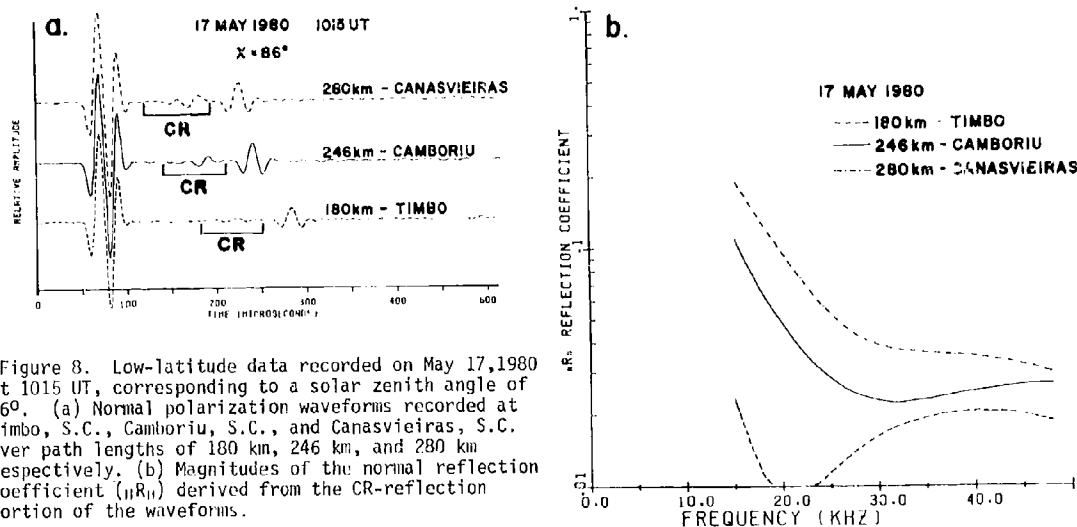 a.
17 MAY 1980 1015 UT
X = 86°
280km - CANASVIEIRAS
CR
246km - CAMBORIU
CR
180km - TIMBO
CR
RELATIVE AMPLITUDE
0 100 200 300 400 500
TIME (MICROSECONDS)
b.
17 MAY 1980
180km - TIMBO
246km - CAMBORIU
280km - CANASVIEIRAS
REFLECTION COEFFICIENT
.1
.01
0.0 10.0 20.0 30.0 40.0
FREQUENCY (KHZ)
Figure 8. Low-latitude data recorded on May 17,1980
t 1015 UT, corresponding to a solar zenith angle of
6º. (a) Normal polarization waveforms recorded at
imbo, S.C., Camboriu, S.C., and Canasvieiras, S.C.
ver path lengths of 180 km, 246 km, and 280 km
espectively. (b) Magnitudes of the normal reflection
oefficient (||R||) derived from the CR-reflection
ortion of the waveforms.